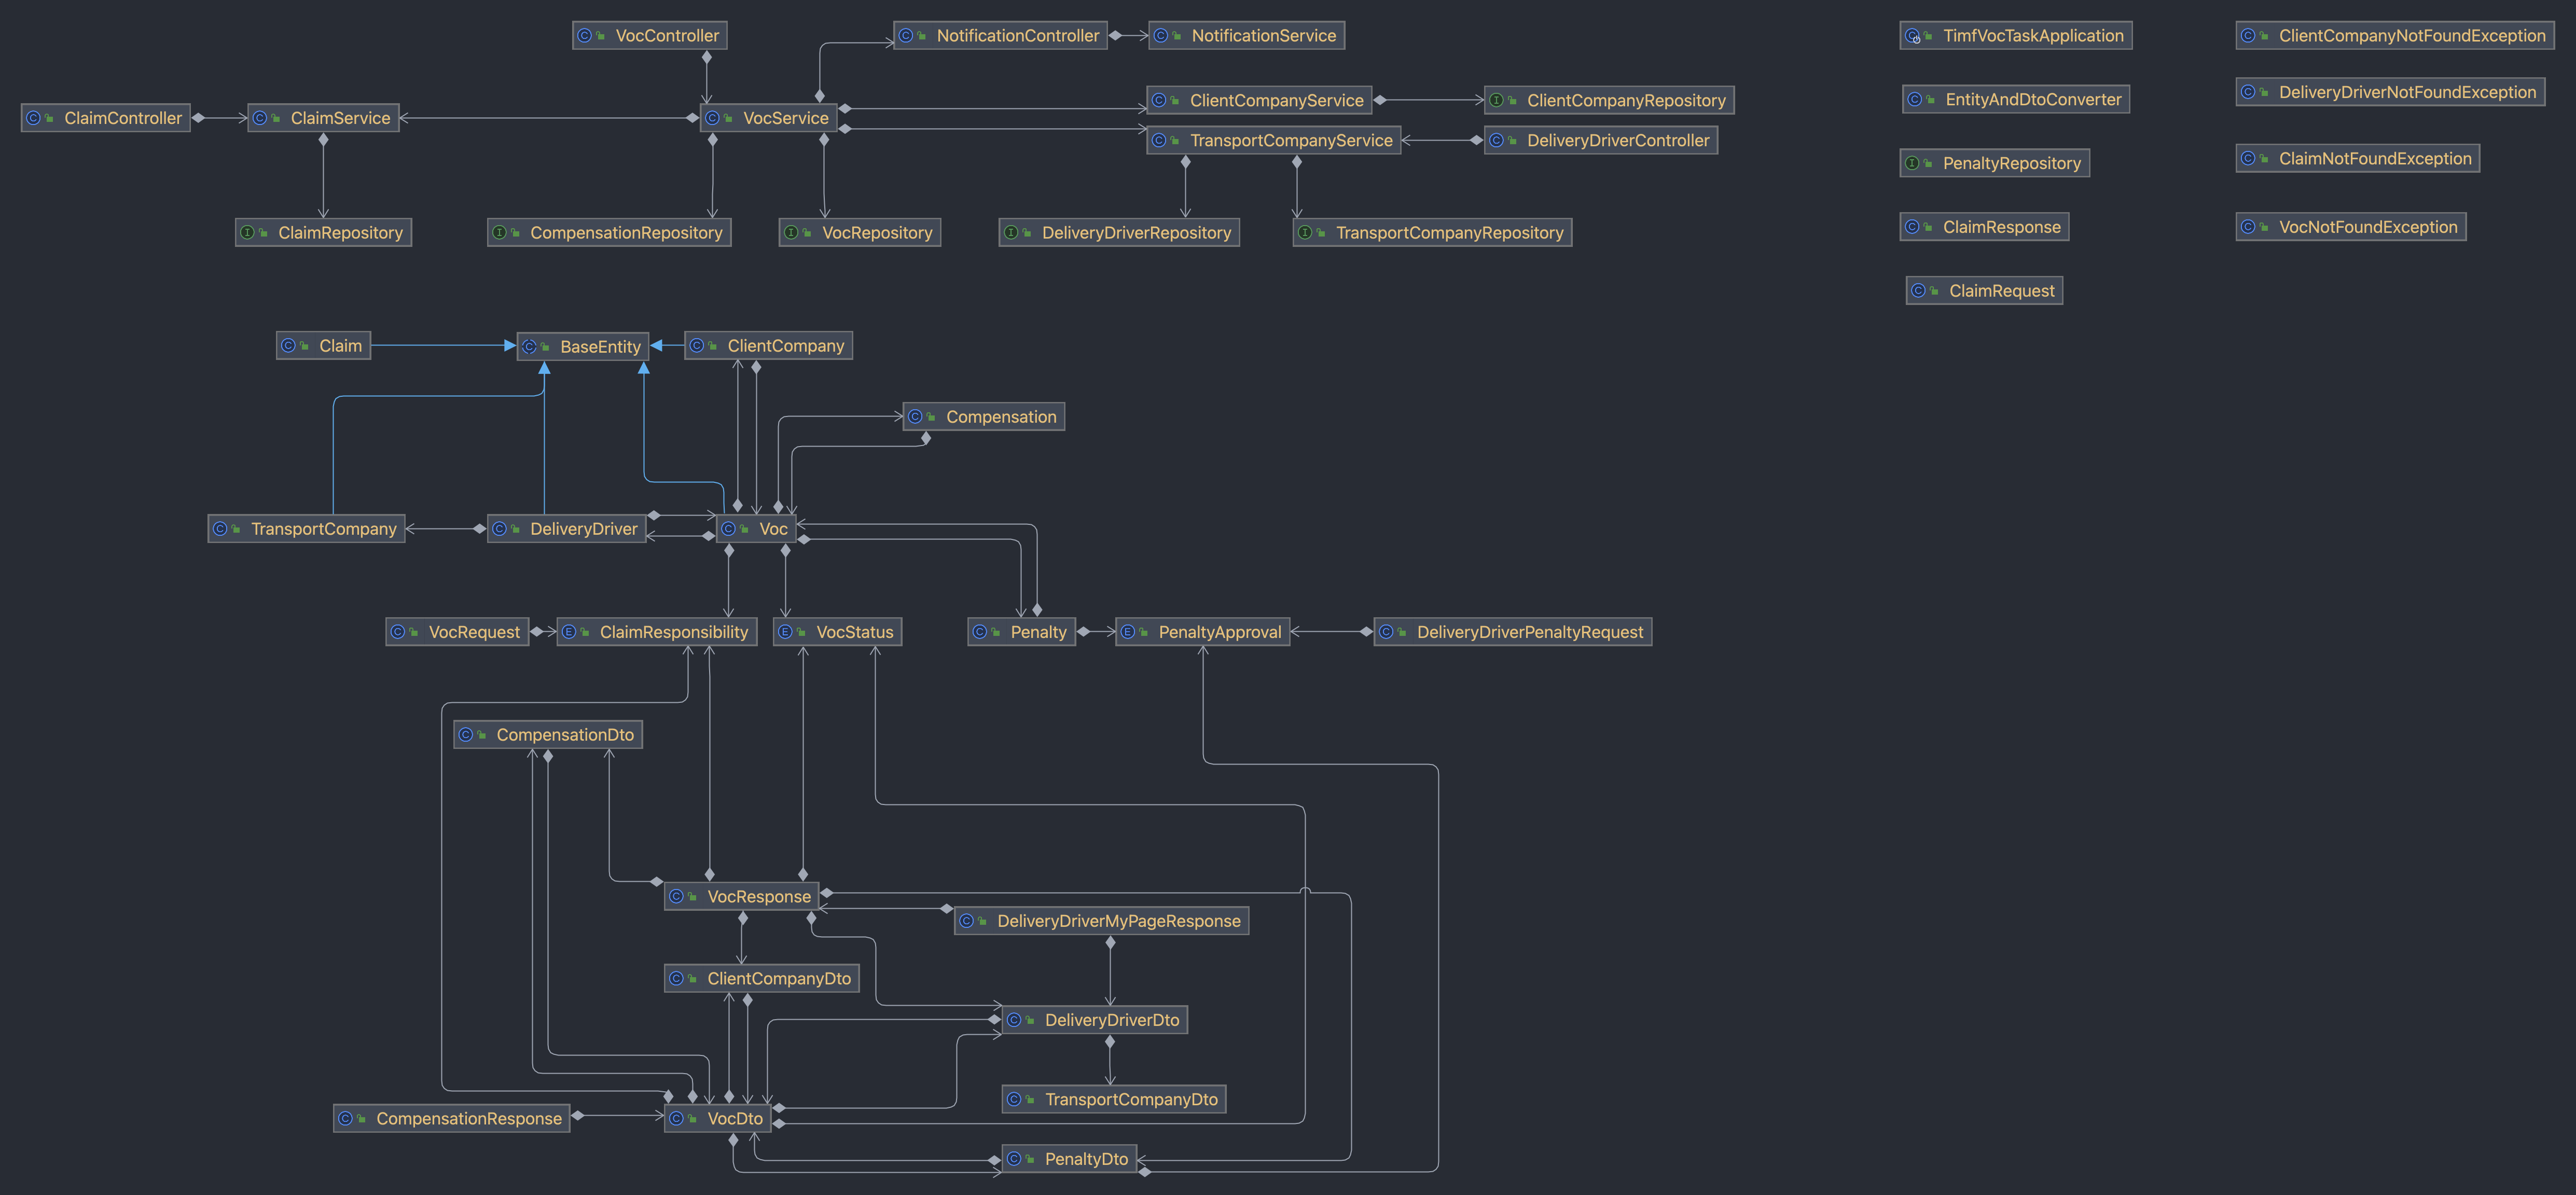 VocController
NotificationController
NotificationService
TimfVocTaskApplication
ClientCompanyNotFoundException
ClaimController
ClaimService
VocService
ClientCompanyService
ClientCompanyRepository
EntityAndDtoConverter
DeliveryDriverNotFoundException
TransportCompanyService
DeliveryDriverController
PenaltyRepository
ClaimNotFoundException
ClaimRepository
CompensationRepository
VocRepository
DeliveryDriverRepository
TransportCompanyRepository
ClaimResponse
VocNotFoundException
ClaimRequest
Claim
BaseEntity
ClientCompany
Compensation
TransportCompany
DeliveryDriver
Voc
VocRequest
ClaimResponsibility
VocStatus
Penalty
PenaltyApproval
DeliveryDriverPenaltyRequest
CompensationDto
VocResponse
DeliveryDriverMyPageResponse
ClientCompanyDto
DeliveryDriverDto
TransportCompanyDto
CompensationResponse
VocDto
PenaltyDto